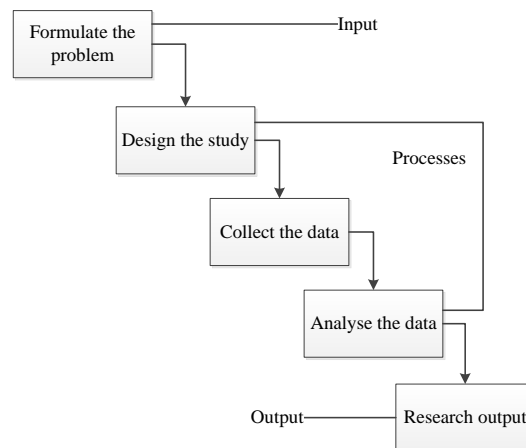 Formulate the
problem
Input
Design the study
Processes
Collect the data
Analyse the data
Output
Research output